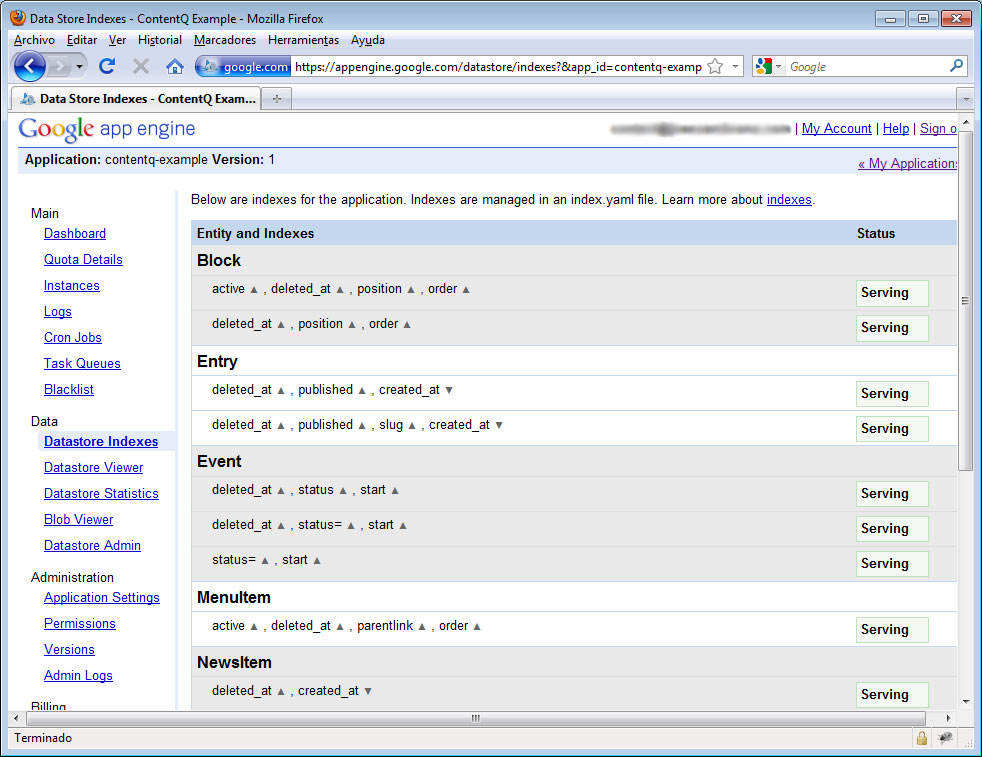 Data Store Indexes - ContentQ Example - Mozilla Firefox
Archivo Editar Ver Historial Marcadores Herramientas Ayuda
google.com https://appengine.google.com/datastore/indexes?&app_id=contentq-examp Google
Data Store Indexes - ContentQ Exam...
Google app engine | My Account | Help | Sign o
Application: contentq-example Version: 1
« My Applications
Below are indexes for the application. Indexes are managed in an index.yaml file. Learn more about indexes.
Main
Dashboard
Quota Details
Instances
Logs
Cron Jobs
Task Queues
Blacklist
Data
Datastore Indexes
Datastore Viewer
Datastore Statistics
Blob Viewer
Datastore Admin
Administration
Application Settings
Permissions
Versions
Admin Logs
Billing
Entity and Indexes Status
Block
active ▲ , deleted_at ▲ , position ▲ , order ▲ Serving
deleted_at ▲ , position ▲ , order ▲ Serving
Entry
deleted_at ▲ , published ▲ , created_at ▼ Serving
deleted_at ▲ , published ▲ , slug ▲ , created_at ▼ Serving
Event
deleted_at ▲ , status ▲ , start ▲ Serving
deleted_at ▲ , status= ▲ , start ▲ Serving
status= ▲ , start ▲ Serving
MenuItem
active ▲ , deleted_at ▲ , parentlink ▲ , order ▲ Serving
NewsItem
deleted_at ▲ , created_at ▼ Serving
Terminado